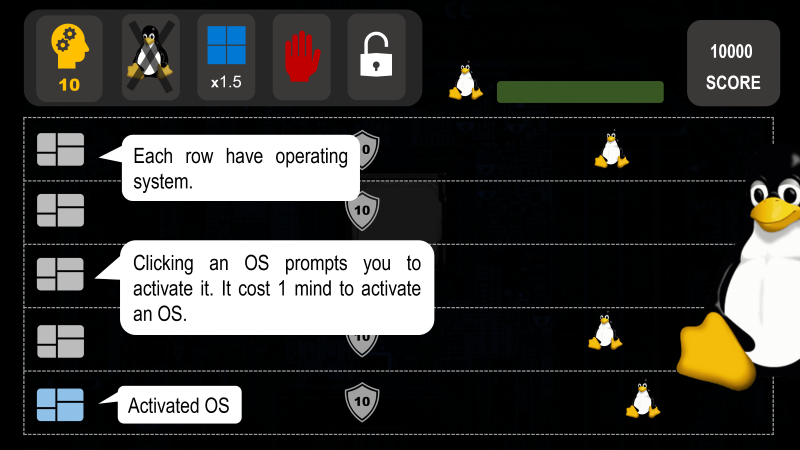 10
x1.5
10000
SCORE
Each row have operating
system.
0
10
Clicking an OS prompts you to
activate it. It cost 1 mind to activate
an OS.
10
Activated OS
10